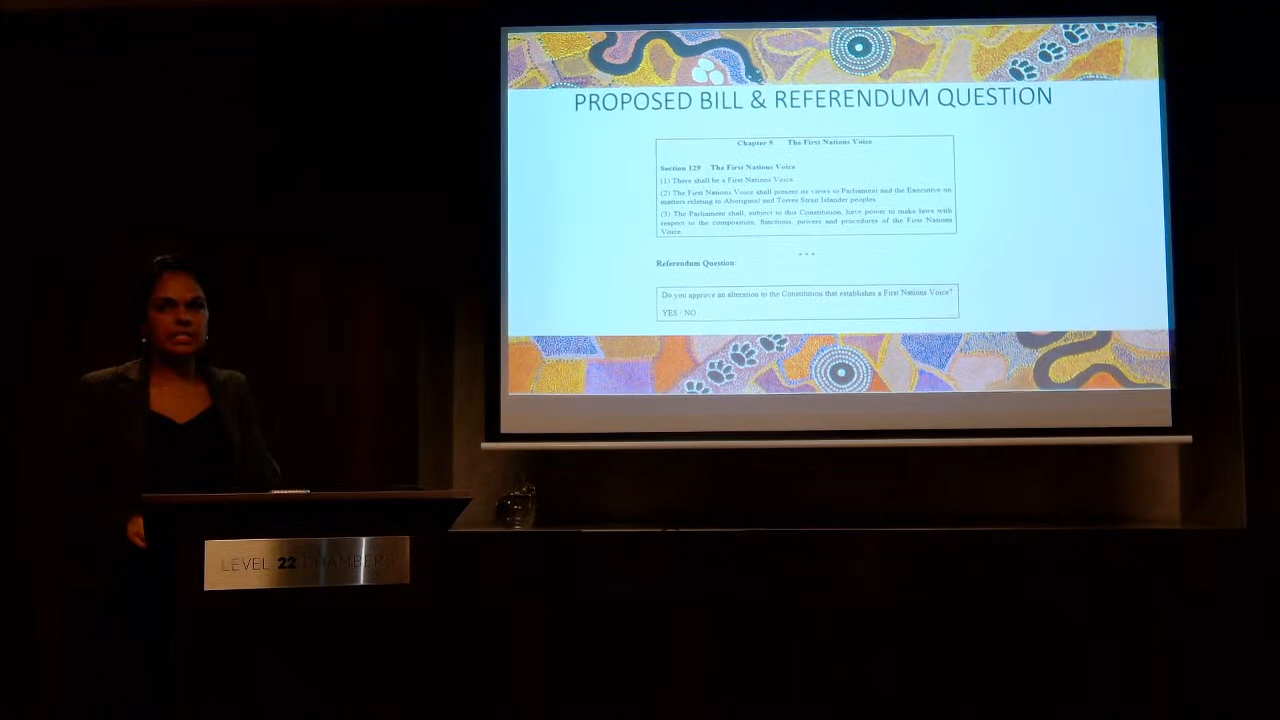 PROPOSED BILL & REFERENDUM QUESTION
Chapter 9 The First Nations Voice
Section 129 The First Nations Voice
(1) There shall be a First Nations Voice
(2) The First Nations Voice shall present its views to Parliament and the Executive on
matters relating to Aboriginal and Torres Strait Islander peoples
(3) The Parliament shall, subject to this Constitution, have power to make laws with
respect to the composition, functions, powers and procedures of the First Nations
Voice.
* * *
Referendum Question:
Do you approve an alteration to the Constitution that establishes a First Nations Voice?
YES / NO
LEVEL 22 CHAMBERS